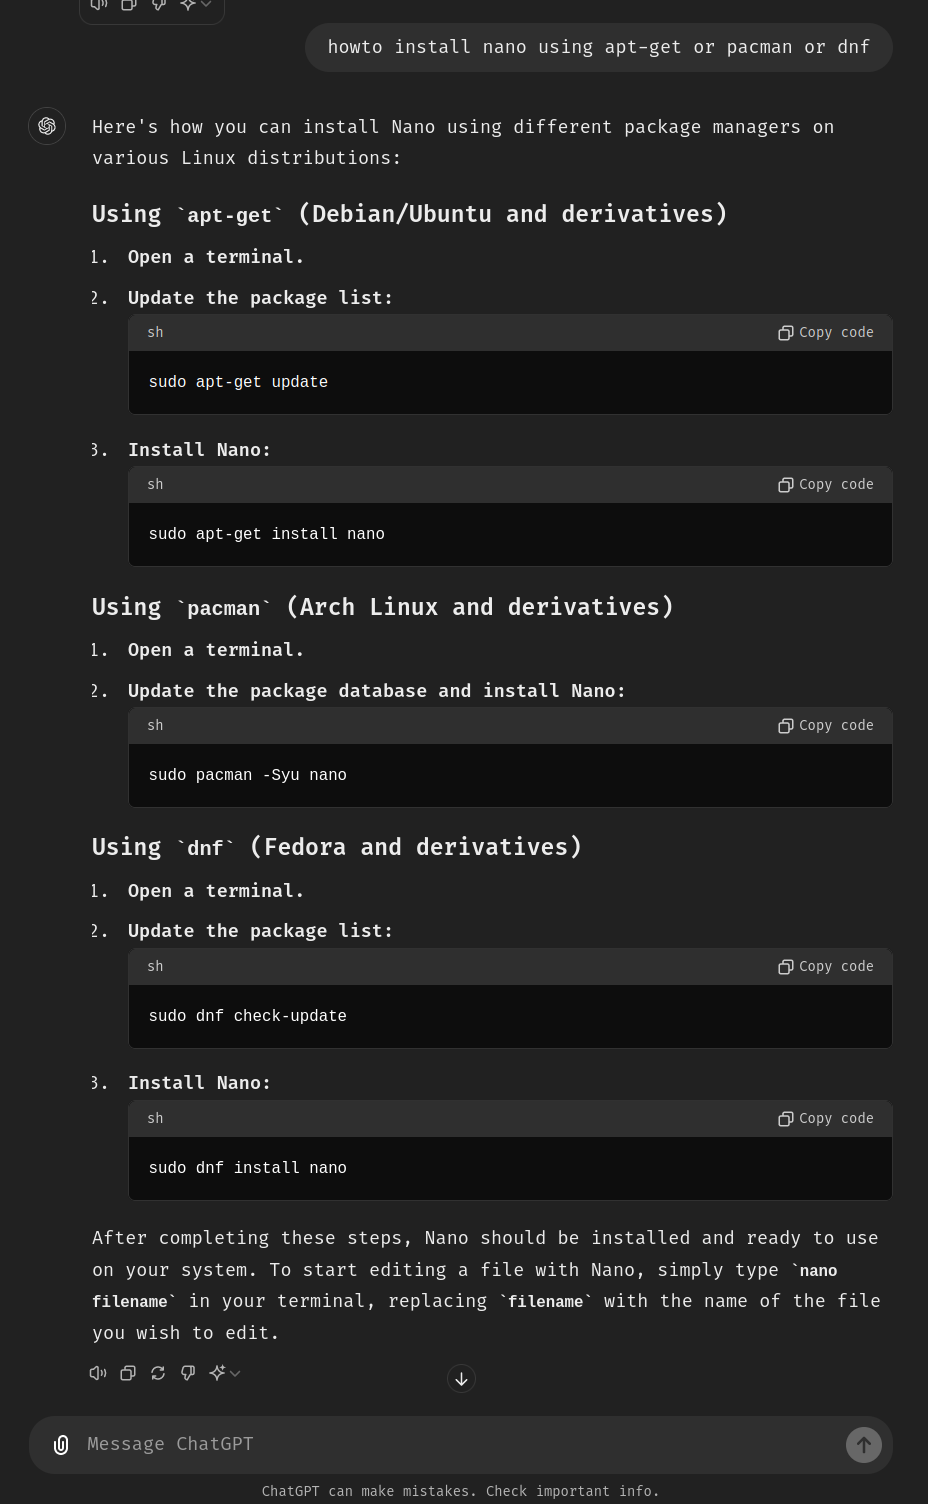 howto install nano using apt-get or pacman or dnf
Here's how you can install Nano using different package managers on
various Linux distributions:
Using `apt-get` (Debian/Ubuntu and derivatives)
1. Open a terminal.
2. Update the package list:
sh Copy code
sudo apt-get update
3. Install Nano:
sh Copy code
sudo apt-get install nano
Using `pacman` (Arch Linux and derivatives)
1. Open a terminal.
2. Update the package database and install Nano:
sh Copy code
sudo pacman -Syu nano
Using `dnf` (Fedora and derivatives)
1. Open a terminal.
2. Update the package list:
sh Copy code
sudo dnf check-update
3. Install Nano:
sh Copy code
sudo dnf install nano
After completing these steps, Nano should be installed and ready to use
on your system. To start editing a file with Nano, simply type `nano
filename` in your terminal, replacing `filename` with the name of the file
you wish to edit.
Message ChatGPT
ChatGPT can make mistakes. Check important info.